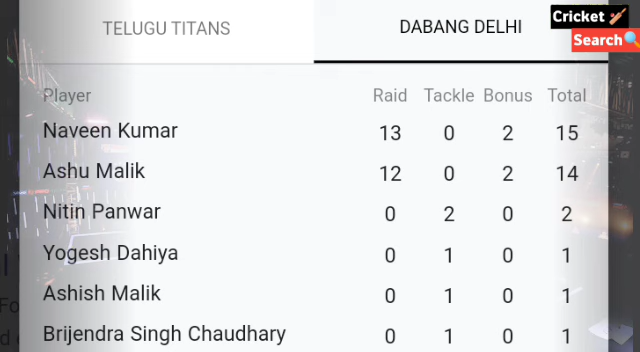 TELUGU TITANS DABANG DELHI
Cricket 🏏
Search🔍
Player Raid Tackle Bonus Total
Naveen Kumar 13 0 2 15
Ashu Malik 12 0 2 14
Nitin Panwar 0 2 0 2
Yogesh Dahiya 0 1 0 1
Ashish Malik 0 1 0 1
Fo
Brijendra Singh Chaudhary 0 1 0 1